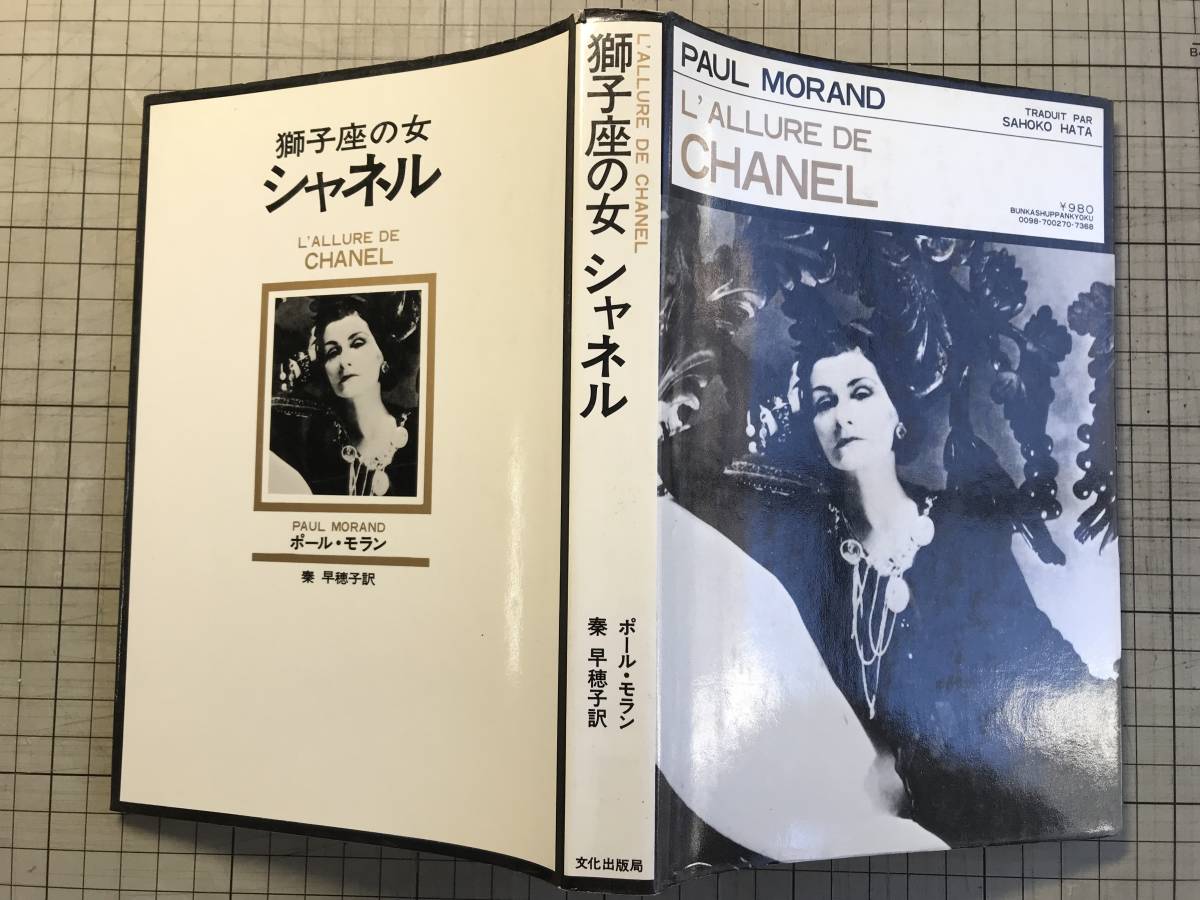 獅子座の女
シャネル
L'ALLURE DE
CHANEL
PAUL MORAND
ポール・モラン
秦 早穂子訳
L'ALLURE DE CHANEL
獅子座の女 シャネル
ポール・モラン
秦 早穂子訳
文化出版局
PAUL MORAND
TRADUIT PAR
SAHOKO HATA
L'ALLURE DE
CHANEL
¥980
BUNKASHUPPANKYOKU
0098-700270-7368